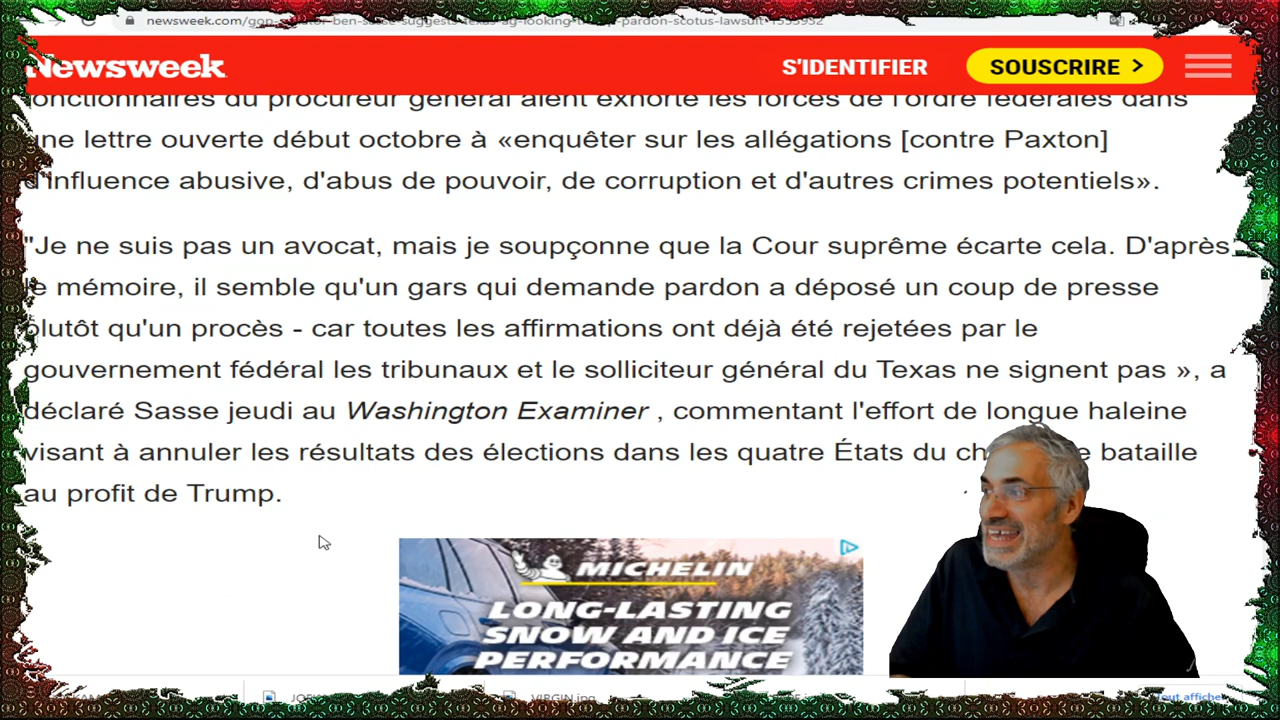 newsweek.com/gop-senator-ben-sasse-suggests-texas-ag-looking-trump-pardon-scotus-lawsuit-1553952
Newsweek
S'IDENTIFIER
SOUSCRIRE >
fonctionnaires du procureur général aient exhorté les forces de l'ordre fédérales dans
une lettre ouverte début octobre à «enquêter sur les allégations [contre Paxton]
d'influence abusive, d'abus de pouvoir, de corruption et d'autres crimes potentiels».
"Je ne suis pas un avocat, mais je soupçonne que la Cour suprême écarte cela. D'après
le mémoire, il semble qu'un gars qui demande pardon a déposé un coup de presse
plutôt qu'un procès - car toutes les affirmations ont déjà été rejetées par le
gouvernement fédéral les tribunaux et le solliciteur général du Texas ne signent pas », a
déclaré Sasse jeudi au Washington Examiner , commentant l'effort de longue haleine
visant à annuler les résultats des élections dans les quatre États du bataille
au profit de Trump.
MICHELIN
LONG-LASTING
SNOW AND ICE
PERFORMANCE
VIRGIN.jpg
Tout affiche